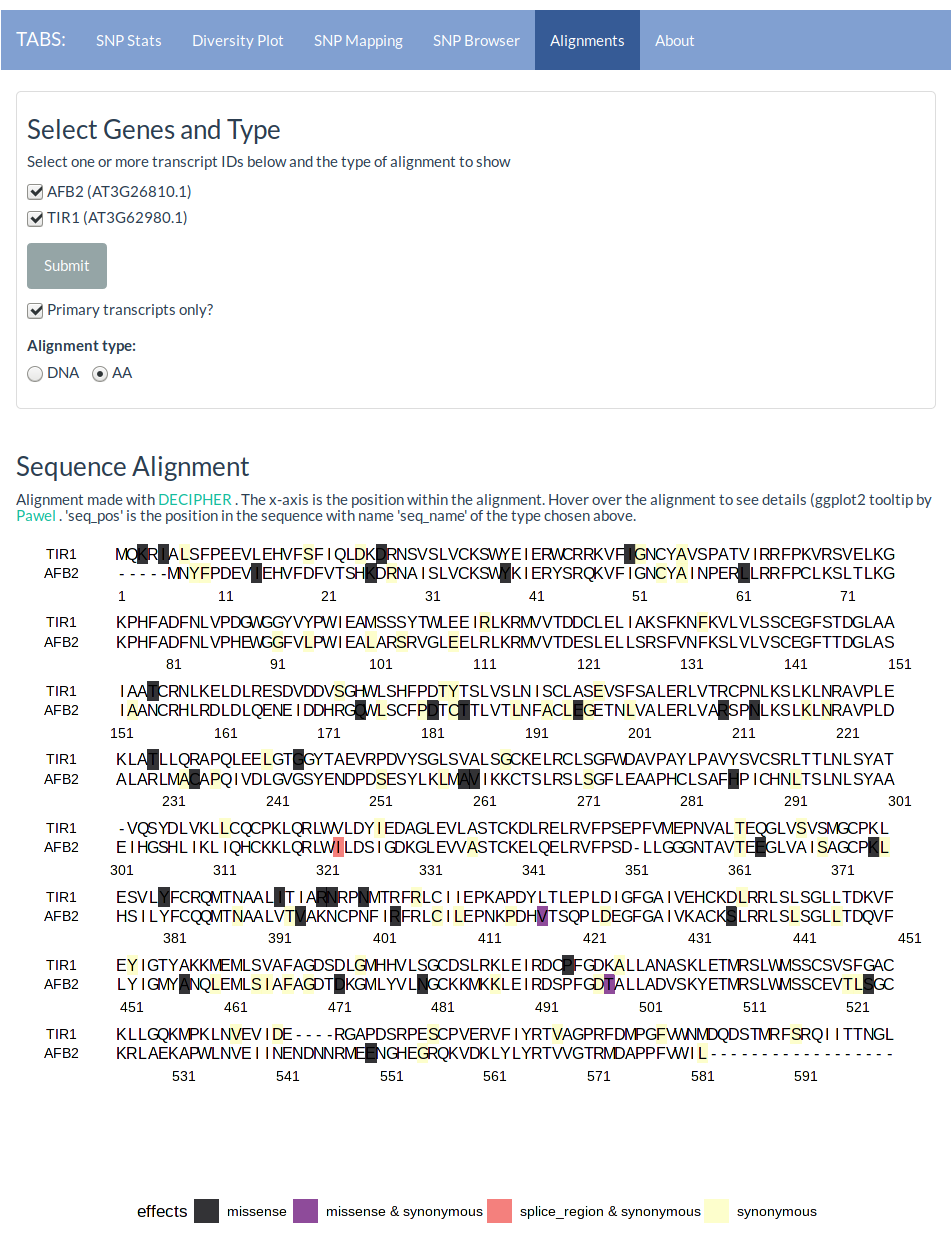 TABS: SNP Stats Diversity Plot SNP Mapping SNP Browser Alignments About
Select Genes and Type
Select one or more transcript IDs below and the type of alignment to show
AFB2 (AT3G26810.1)
TIR1 (AT3G62980.1)
Submit
Primary transcripts only?
Alignment type:
DNA AA
Sequence Alignment
Alignment made with DECIPHER . The x-axis is the position within the alignment. Hover over the alignment to see details (ggplot2 tooltip by
Pawel . 'seq_pos' is the position in the sequence with name 'seq_name' of the type chosen above.
TIR1 MQKRIALSFPEEVLEHVFSFIQLDKDRNSVSLVCKSWYEIERWCRRKVFIGNCYAVSPATVIRRFPKVRSVELKG
AFB2 -----MNYFPDEVIEHVFDFVTSHKDRNAISLVCKSWYKIERYSRQKVFIGNCYAINPERLLRRFPCLKSLTLKG
1 11 21 31 41 51 61 71
TIR1 KPHFADFNLVPDGWGGYVYPWIEAMSSSYTWLEEIRLKRMVVTDDCLELIAKSFKNFKVLVLSSCEGFSTDGLAA
AFB2 KPHFADFNLVPHEWGGFVLPWIEALARSRVGLEELRLKRMVVTDESLELLSRSFVNFKSLVLVSCEGFTTDGLAS
81 91 101 111 121 131 141 151
TIR1 IAATCRNLKELDLRESDVDDVSGHWLSHFPDTYTSLVSLNISCLASEVSFSALERLVTRCPNLKSLKLNRAVPLE
AFB2 IAANCRHLRDLDLQENEIDDHRGQWLSCFPDTCTTLVTLNFACLEGETNLVALERLVARSPNLKSLKLNRAVPLD
151 161 171 181 191 201 211 221
TIR1 KLATLLQRAPQLEELGTGGYTAEVRPDVYSGLSVALSGCKELRCLSGFWDAVPAYLPAVYSVCSRLTTLNLSYAT
AFB2 ALARLMACAPQIVDLGVGSYENDPDSESYLKLMAVIKKCTSLRSLSGFLEAAPHCLSAFHPICHNLTSLNLSYAA
231 241 251 261 271 281 291 301
TIR1 -VQSYDLVKLLCQCPKLQRLWVLDYIEDAGLEVLASTCKDLRELRVFPSEPFVMEPNVALTEQGLVSVSMGCPKL
AFB2 EIHGSHLIKLIQHCKKLQRLWILDSIGDKGLEVVASTCKELQELRVFPSD-LLGGGNTAVTEEGLVAISAGCPKL
301 311 321 331 341 351 361 371
TIR1 ESVLYFCRQMTNAALITIARNRPNMTRFRLCIIEPKAPDYLTLEPLDIGFGAIVEHCKDLRRLSLSGLLTDKVF
AFB2 HSILYFCQQMTNAALVTVAKNCPNFIRFRLCILEPNKPDHVTSQPLDEGFGAIVKACKSLRRLSLSGLLTDQVF
381 391 401 411 421 431 441 451
TIR1 EYIGTYAKKMEMLSVAFAGDSDLGMHHVLSGCDSLRKLEIRDCPFGDKALLANASKLETMRSLWMSSCSVSFGAC
AFB2 LYIGMYANQLEMLSIAFAGDTDKGMLYVLNGCKKMKKLEIRDSPFGDTALLADVSKYETMRSLWMSSCEVTLSGC
451 461 471 481 491 501 511 521
TIR1 KLLGQKMPKLNVEVIDE----RGAPDSRPESCPVERVFIYRTVAGPRFDMPGFVWNMDQDSTMRFSRQIITTNGL
AFB2 KRLAEKAPWLNVEIINENDNNRMEENGHEGRQKVDKLYLYRTVVGTRMDAPPFVWIL------------------
531 541 551 561 571 581 591
effects missense missense & synonymous splice_region & synonymous synonymous